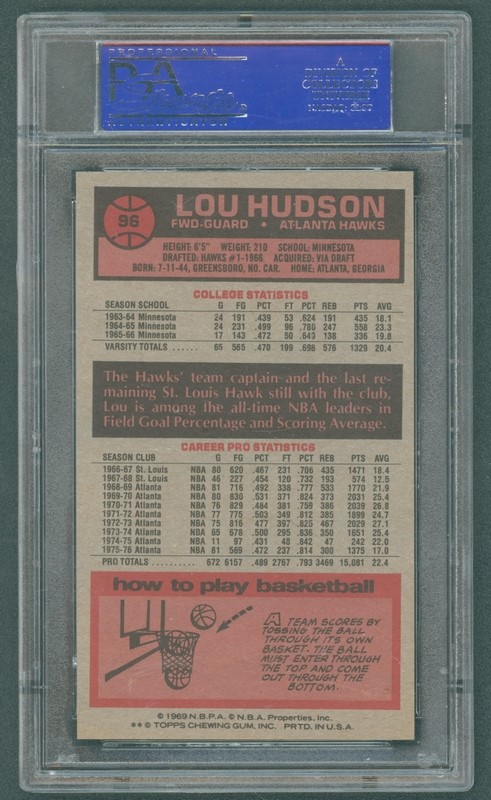 PROFESSIONAL
PSA
A
DIVISION OF
COLLECTORS
UNIVERSE
NASDAQ: CLCT
96
LOU HUDSON
FWD-GUARD • ATLANTA HAWKS
HEIGHT: 6'5" WEIGHT: 210 SCHOOL: MINNESOTA
DRAFTED: HAWKS #1-1966 ACQUIRED: VIA DRAFT
BORN: 7-11-44, GREENSBORO, NO. CAR. HOME: ATLANTA, GEORGIA
COLLEGE STATISTICS
SEASON SCHOOL G FG PCT FT PCT REB PTS AVG
1963-64 Minnesota 24 191 .439 53 .624 191 435 18.1
1964-65 Minnesota 24 231 .499 96 .780 247 558 23.3
1965-66 Minnesota 17 143 .472 50 .649 138 336 19.8
VARSITY TOTALS ...... 65 565 .470 199 .698 576 1329 20.4
The Hawks' team captain and the last re-
maining St. Louis Hawk still with the club,
Lou is among the all-time NBA leaders in
Field Goal Percentage and Scoring Average.
CAREER PRO STATISTICS
SEASON CLUB G FG PCT FT PCT REB PTS AVG
1966-67 St. Louis NBA 80 620 .467 231 .706 435 1471 18.4
1967-68 St. Louis NBA 46 227 .454 120 .732 193 574 12.5
1968-69 Atlanta NBA 81 716 .492 338 .777 533 1770 21.9
1969-70 Atlanta NBA 80 830 .531 371 .824 373 2031 25.4
1970-71 Atlanta NBA 76 829 .484 381 .759 386 2039 26.8
1971-72 Atlanta NBA 77 775 .503 349 .812 385 1899 24.7
1972-73 Atlanta NBA 75 816 .477 397 .825 467 2029 27.1
1973-74 Atlanta NBA 65 678 .500 295 .836 350 1651 25.4
1974-75 Atlanta NBA 11 97 .431 48 .842 47 242 22.0
1975-76 Atlanta NBA 81 569 .472 237 .814 300 1375 17.0
PRO TOTALS .......... 672 6157 .489 2767 .793 3469 15,081 22.4
how to play basketball
A TEAM SCORES BY
TOSSING THE BALL
THROUGH ITS OWN
BASKET. THE BALL
MUST ENTER THROUGH
THE TOP AND COME
OUT THROUGH THE
BOTTOM.
© 1969 N.B.P.A. © N.B.A. Properties, Inc.
** © TOPPS CHEWING GUM, INC. PRTD. IN U.S.A.